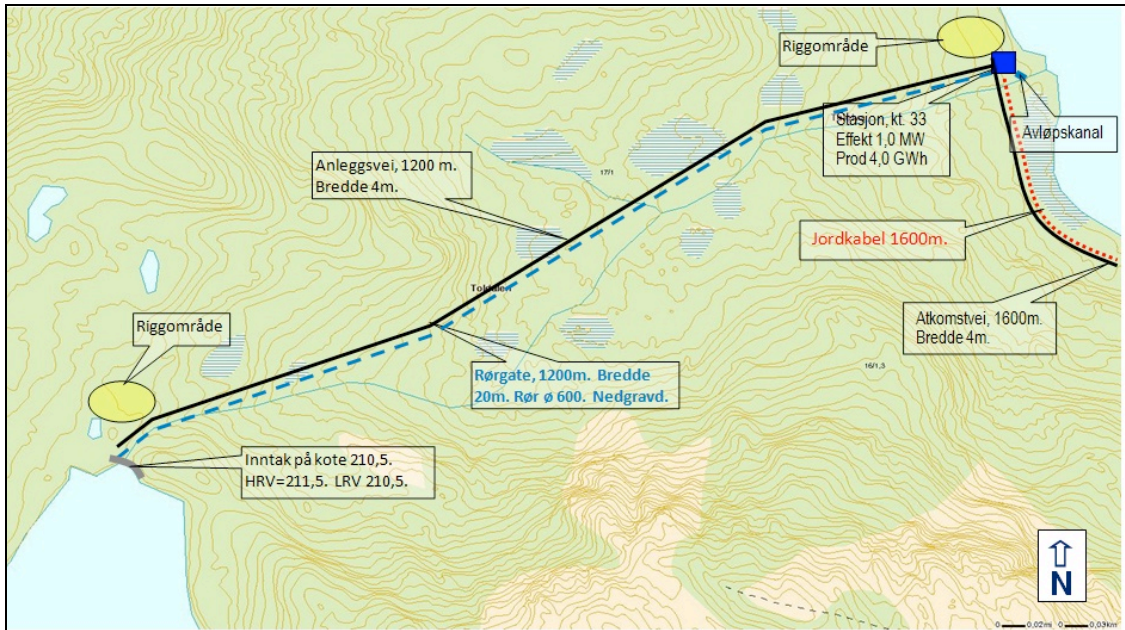 Riggområde
Stasjon, kt. 33
Effekt 1,0 MW
Prod 4,0 GWh
Avløpskanal
Anleggsvei, 1200 m.
Bredde 4m.
17/1
Jordkabel 1600m.
Riggområde
Atkomstvei, 1600m.
Bredde 4m.
Rørgate, 1200m. Bredde
20m. Rør ø 600. Nedgravd.
16/1,3
Inntak på kote 210,5.
HRV=211,5. LRV 210,5.
N
0 0,02mi 0 0,03km